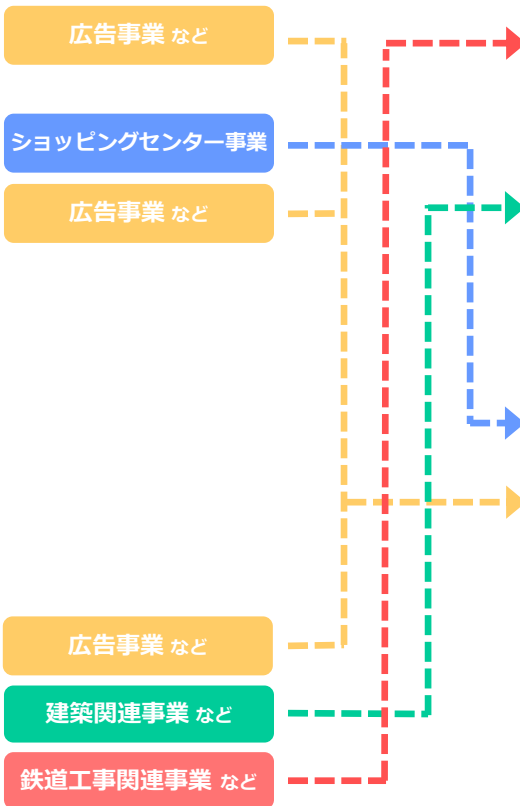 広告事業 など
ショッピングセンター事業
広告事業 など
広告事業 など
建築関連事業 など
鉄道工事関連事業 など